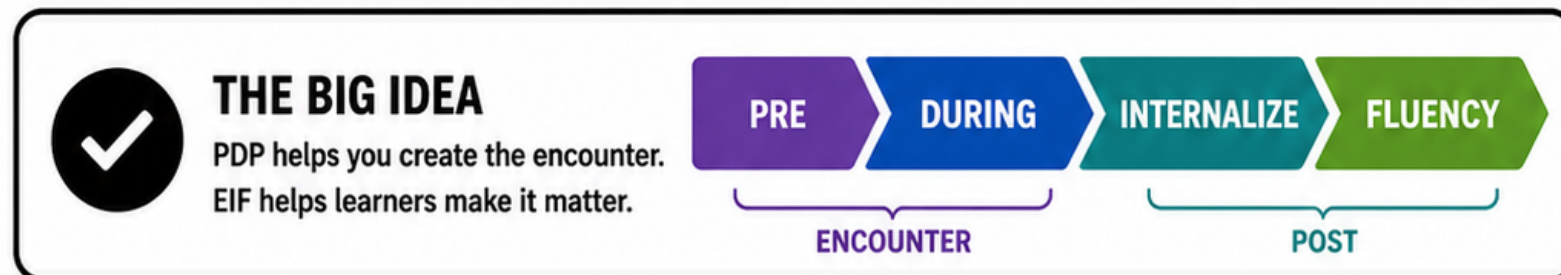 THE BIG IDEA
PDP helps you create the encounter.
EIF helps learners make it matter.
PRE
DURING
INTERNALIZE
FLUENCY
ENCOUNTER
POST